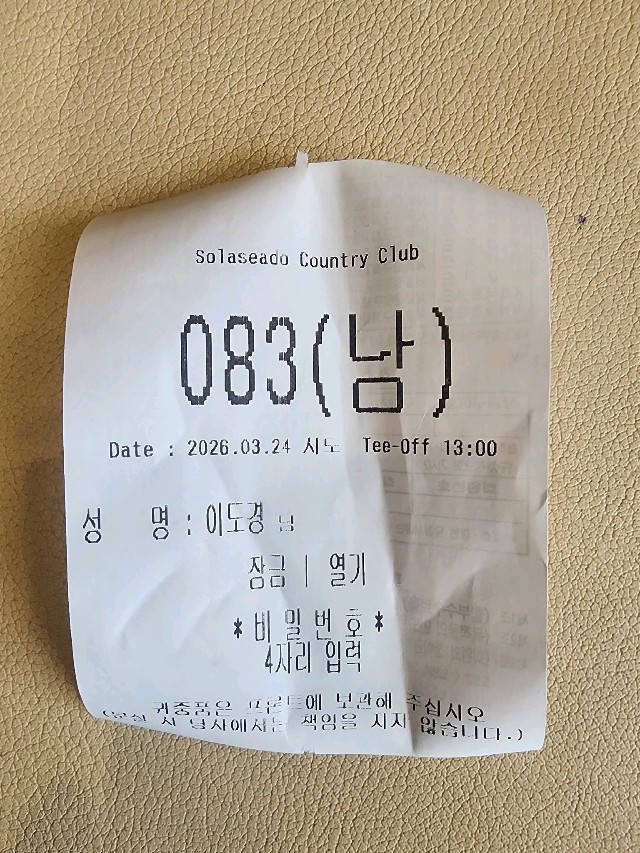 Solaseado Country Club
083(남)
Date : 2026.03.24 시노 Tee-Off 13:00
성 명 : 이도경 남
장금 | 열기
*비밀번호*
4자리 입력
귀중품은 프론트에 보관해 주십시오
(분실 시 당사에서는 책임을 지지 않습니다.)